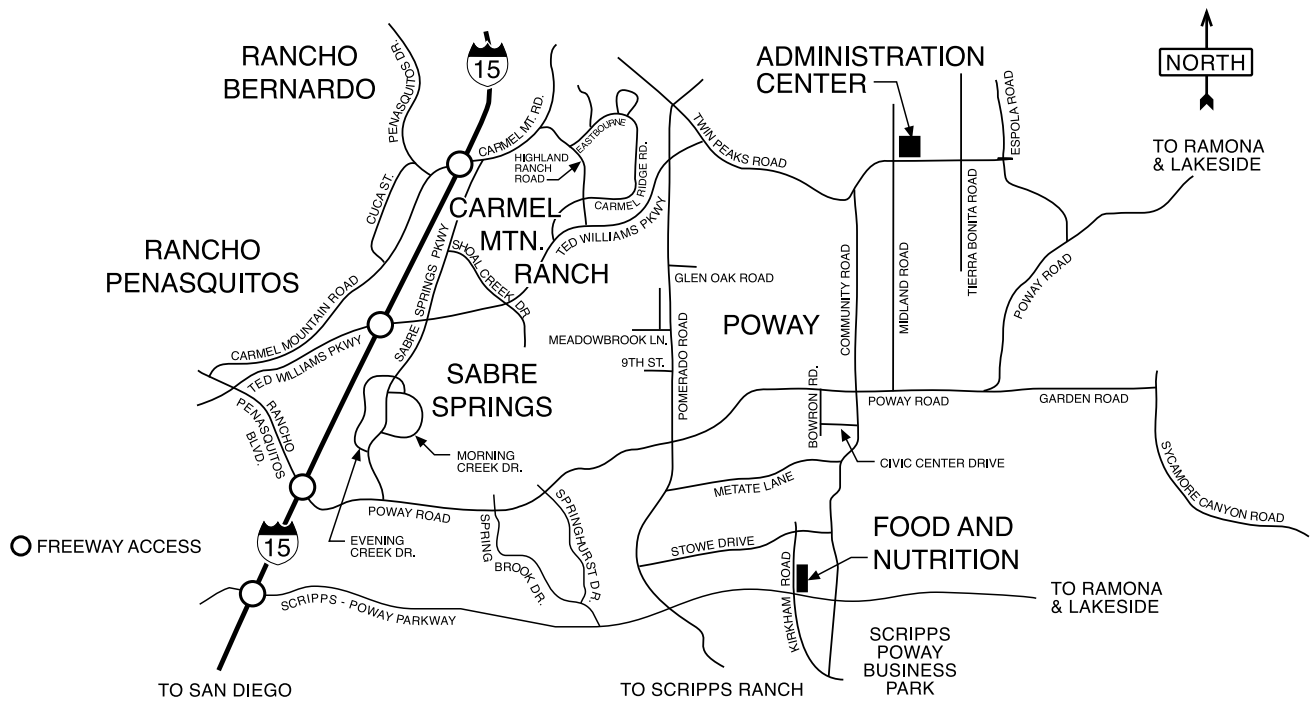 RANCHO
BERNARDO
PENASQUITOS DR.
15
CARMEL MT. RD.
EASTBOURNE
HIGHLAND
RANCH
ROAD
CARMEL RIDGE RD.
TWIN PEAKS ROAD
ADMINISTRATION
CENTER
NORTH
ESPOLA ROAD
TO RAMONA
& LAKESIDE
CUCA ST.
CARMEL
MTN.
RANCH
TED WILLIAMS PKWY
RANCHO
PENASQUITOS
SABRE SPRINGS PKWY
SHOAL CREEK DR
GLEN OAK ROAD
COMMUNITY ROAD
MIDLAND ROAD
TIERRA BONITA ROAD
POWAY ROAD
CARMEL MOUNTAIN ROAD
TED WILLIAMS PKWY
MEADOWBROOK LN.
9TH ST.
POMERADO ROAD
POWAY
SABRE
SPRINGS
RANCHO
PENASQUITOS
BLVD.
BOWRON RD.
POWAY ROAD
GARDEN ROAD
MORNING
CREEK DR.
CIVIC CENTER DRIVE
METATE LANE
SYCAMORE CANYON ROAD
POWAY ROAD
EVENING
CREEK DR.
SPRING
BROOK DR.
SPRINGHURST DR.
STOWE DRIVE
FOOD AND
NUTRITION
FREEWAY ACCESS
15
KIRKHAM ROAD
SCRIPPS - POWAY PARKWAY
TO RAMONA
& LAKESIDE
SCRIPPS
POWAY
BUSINESS
PARK
TO SAN DIEGO
TO SCRIPPS RANCH